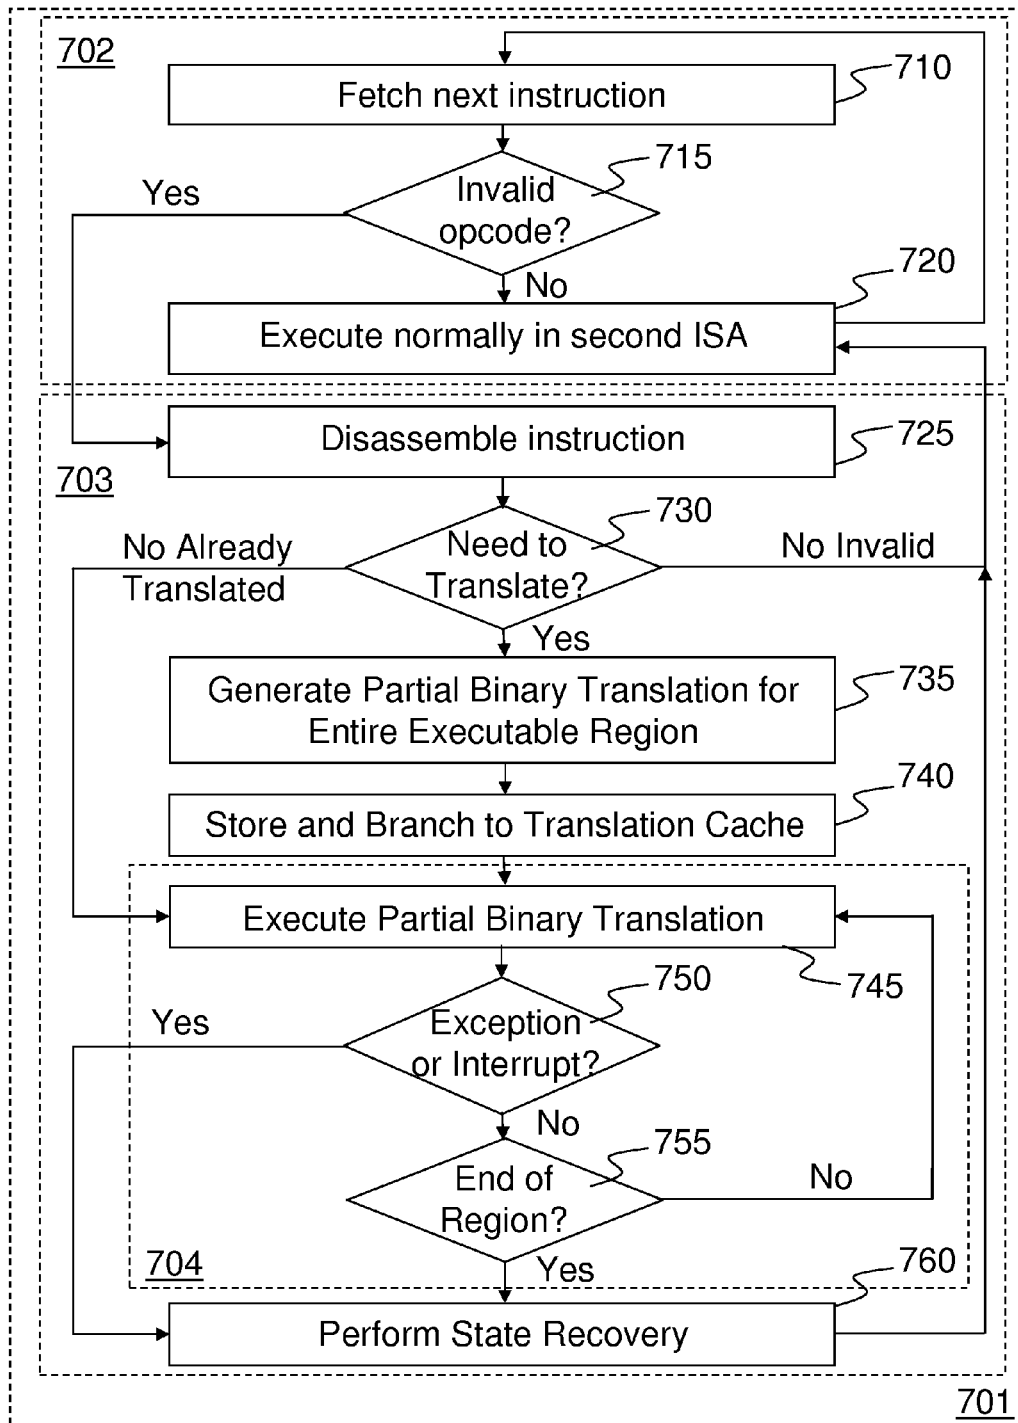 702
Fetch next instruction
710
715
Yes
Invalid
opcode?
No
720
Execute normally in second ISA
Disassemble instruction
725
703
730
No Already
Translated
Need to
Translate?
No Invalid
Yes
Generate Partial Binary Translation for
Entire Executable Region
735
740
Store and Branch to Translation Cache
Execute Partial Binary Translation
745
750
Yes
Exception
or Interrupt?
No
755
End of
Region?
No
704
Yes
760
Perform State Recovery
701